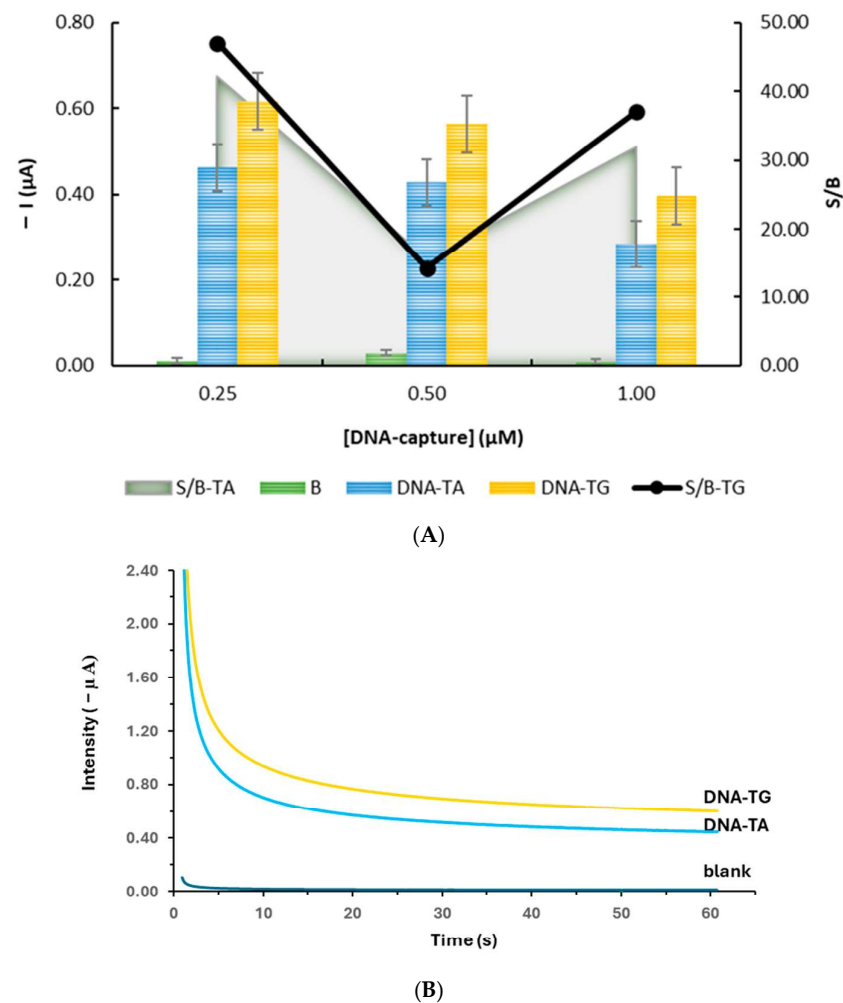 0.80 50.00
40.00
0.60
30.00
0.40
20.00
0.20
10.00
0.00 0.00
− I (µA)
S/B
0.25 0.50 1.00
[DNA-capture] (µM)
S/B-TA B DNA-TA DNA-TG S/B-TG
(A)
2.40
2.00
1.60
1.20
0.80
0.40
0.00
Intensity ( − µ A)
DNA-TG
DNA-TA
blank
0 10 20 30 40 50 60
Time (s)
(B)